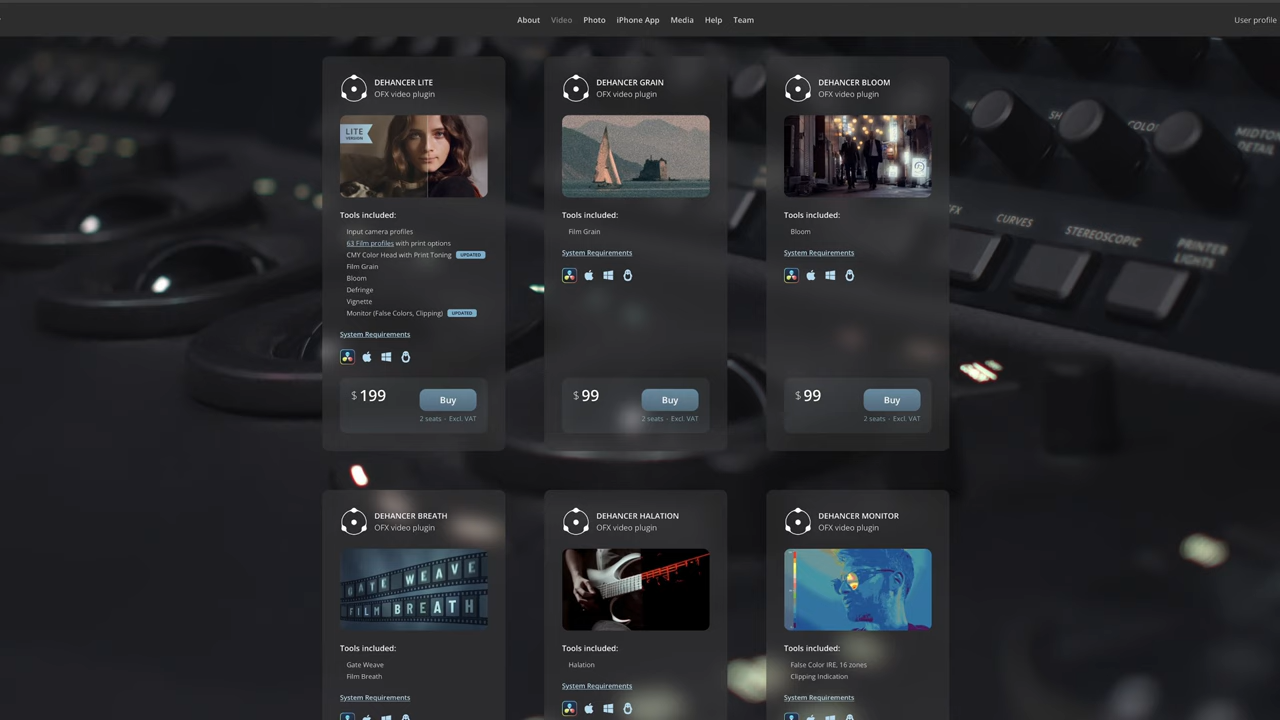 About Video Photo iPhone App Media Help Team
User profile
DEHANCER LITE
OFX video plugin
LITE
VERSION
Tools included:
Input camera profiles
63 Film profiles with print options
CMY Color Head with Print Toning UPDATED
Film Grain
Bloom
Defringe
Vignette
Monitor (False Colors, Clipping) UPDATED
System Requirements
$ 199
Buy
2 seats - Excl. VAT
DEHANCER GRAIN
OFX video plugin
Tools included:
Film Grain
System Requirements
$ 99
Buy
2 seats - Excl. VAT
DEHANCER BLOOM
OFX video plugin
Tools included:
Bloom
System Requirements
$ 99
Buy
2 seats - Excl. VAT
COLOR
MIDTONE
DETAIL
CURVES
STEREOSCOPIC
PRINTER
LIGHTS
DEHANCER BREATH
OFX video plugin
GATE WEAVE
FILM BREATH
Tools included:
Gate Weave
Film Breath
System Requirements
DEHANCER HALATION
OFX video plugin
Tools included:
Halation
System Requirements
DEHANCER MONITOR
OFX video plugin
Tools included:
False Color IRE, 16 zones
Clipping Indication
System Requirements